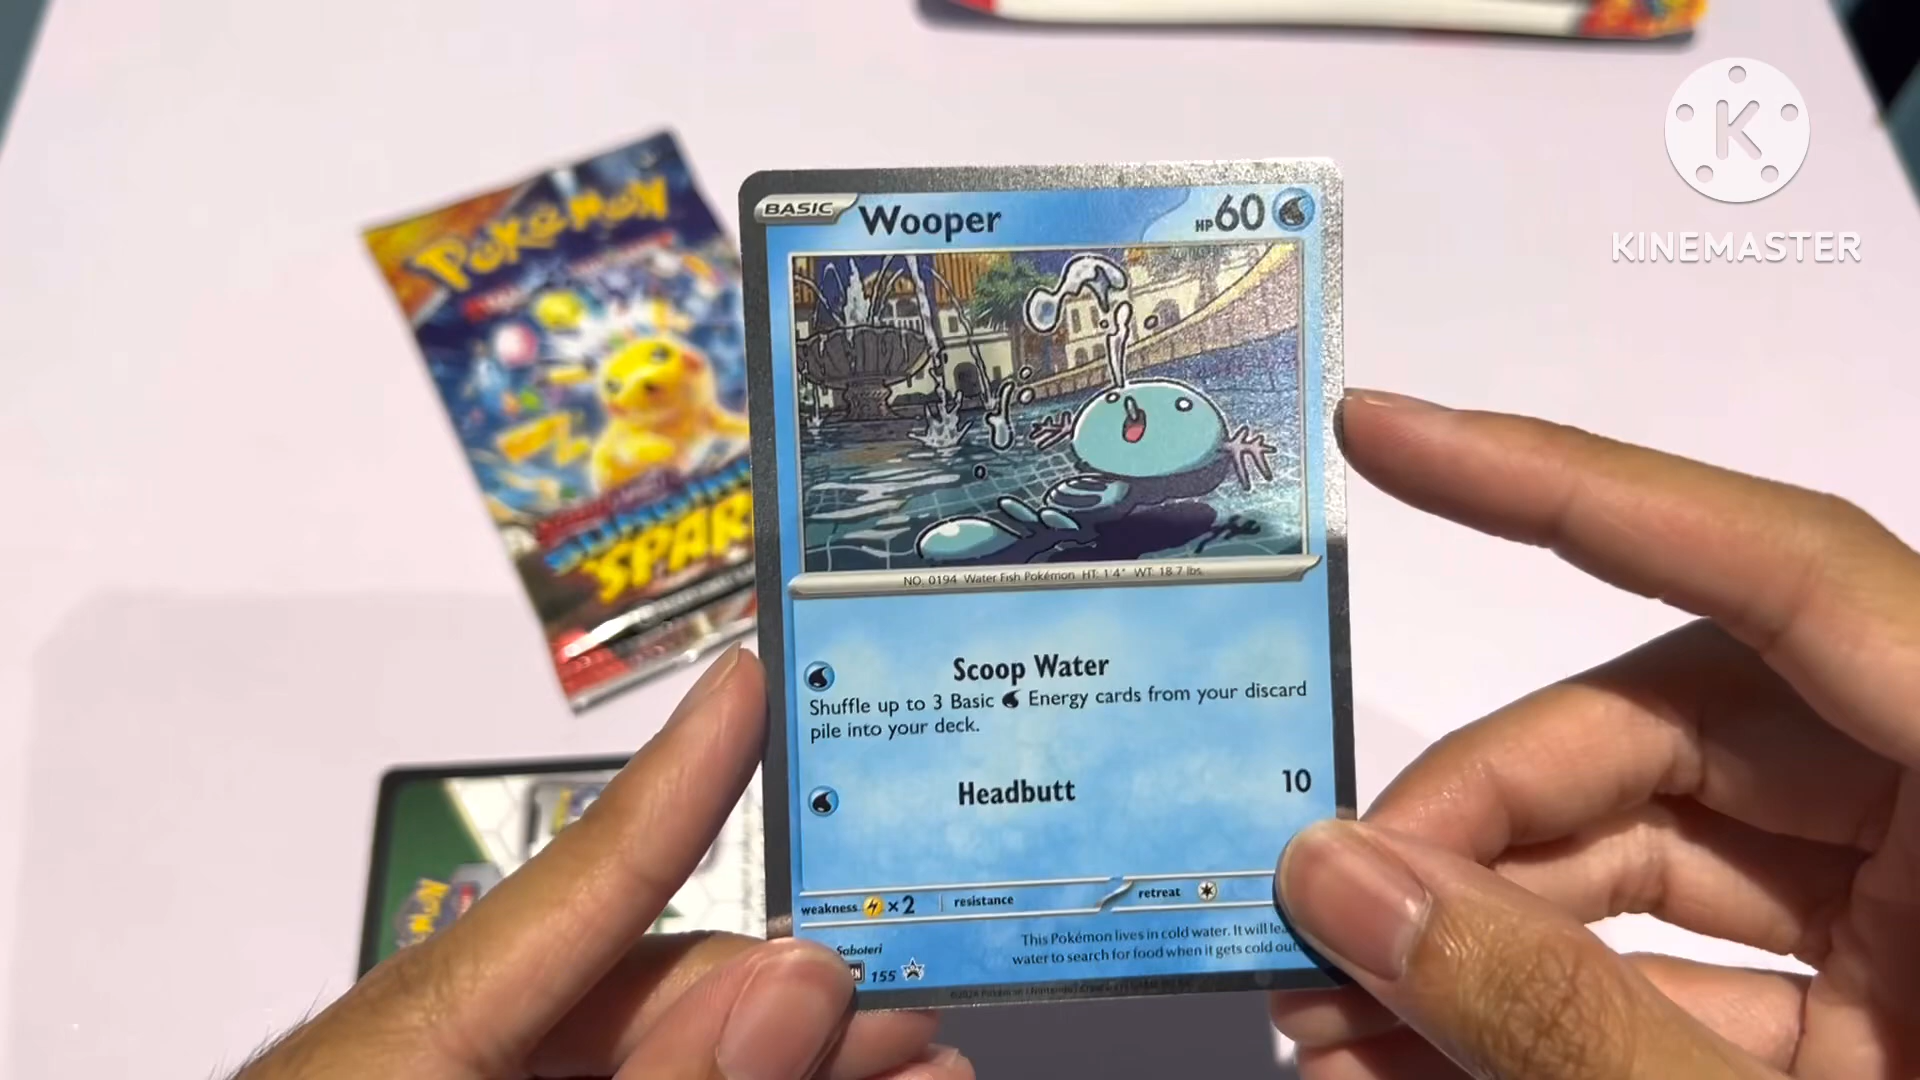 KINEMASTER
Pokémon
SPAR
BASIC Wooper HP 60
NO. 0194 Water Fish Pokémon HT: 1'4" WT: 18.7 lbs.
Scoop Water
Shuffle up to 3 Basic Energy cards from your discard
pile into your deck.
Headbutt 10
weakness ×2 resistance retreat
Saboteri
This Pokémon lives in cold water. It will
water to search for food when it gets cold
155